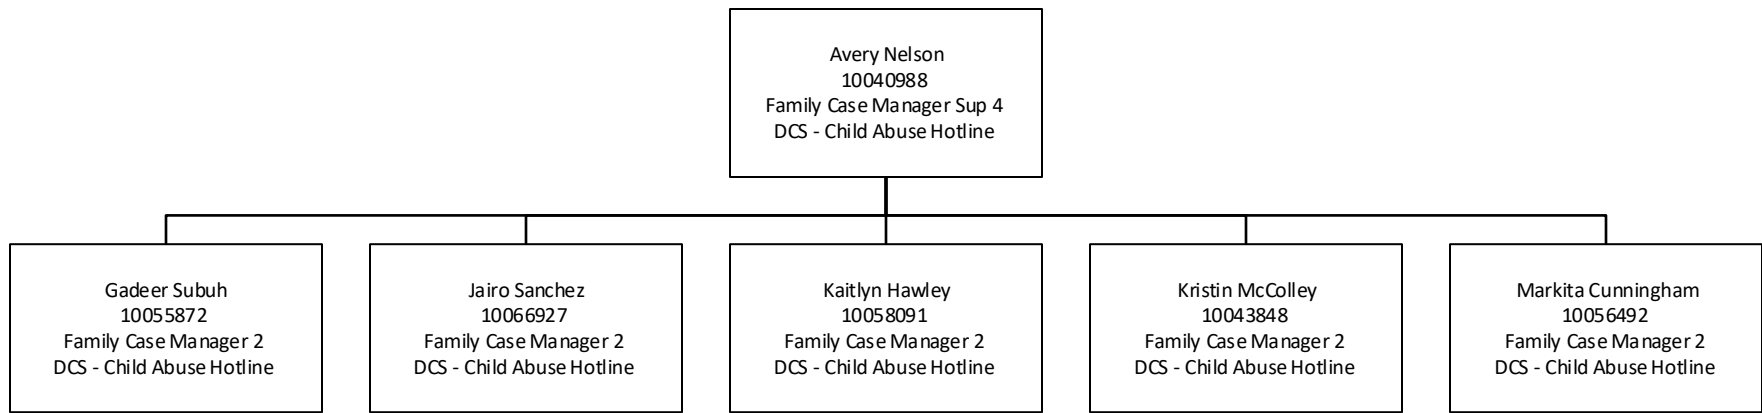 Avery Nelson
10040988
Family Case Manager Sup 4
DCS - Child Abuse Hotline
Gadeer Subuh
10055872
Family Case Manager 2
DCS - Child Abuse Hotline
Jairo Sanchez
10066927
Family Case Manager 2
DCS - Child Abuse Hotline
Kaitlyn Hawley
10058091
Family Case Manager 2
DCS - Child Abuse Hotline
Kristin McColley
10043848
Family Case Manager 2
DCS - Child Abuse Hotline
Markita Cunningham
10056492
Family Case Manager 2
DCS - Child Abuse Hotline